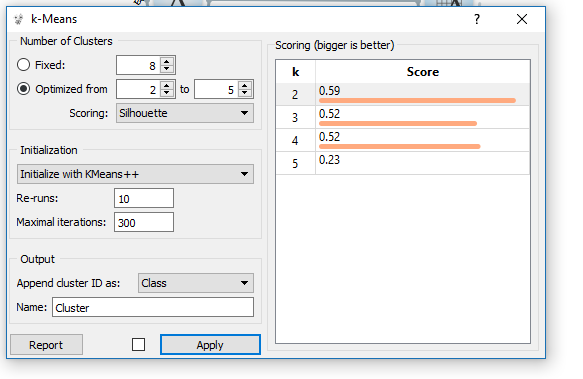 k-Means
? ×
Number of Clusters
Fixed: 8
Optimized from 2 to 5
Scoring: Silhouette
Initialization
Initialize with KMeans++
Re-runs: 10
Maximal iterations: 300
Output
Append cluster ID as: Class
Name: Cluster
Report Apply
Scoring (bigger is better)
k Score
2 0.59
3 0.52
4 0.52
5 0.23